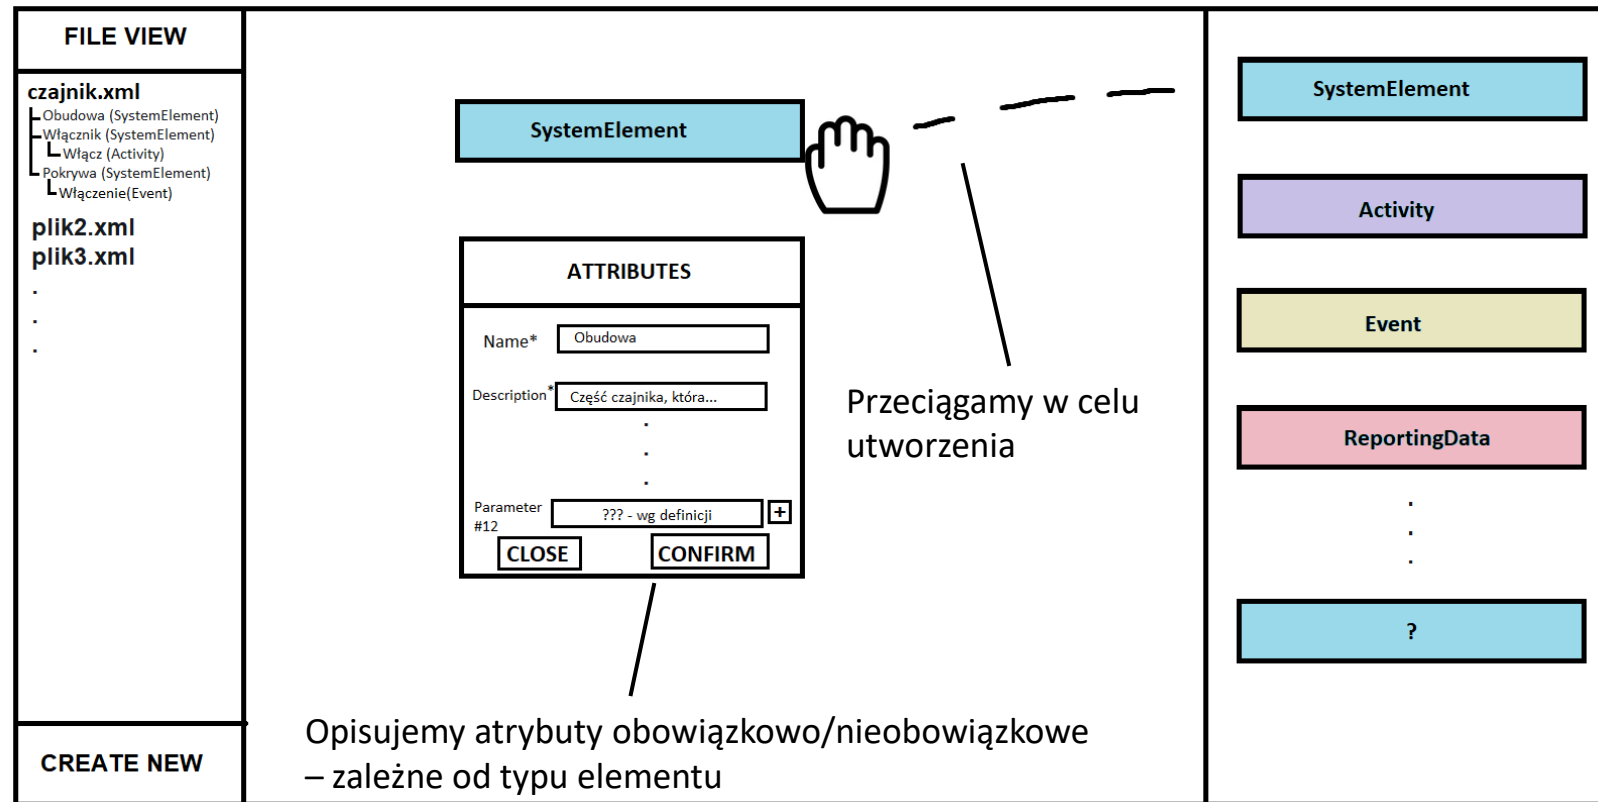 FILE VIEW
czajnik.xml
Obudowa (SystemElement)
Włącznik (SystemElement)
Włącz (Activity)
Pokrywa (SystemElement)
Włączenie(Event)
plik2.xml
plik3.xml
.
.
.
CREATE NEW
SystemElement
ATTRIBUTES
Name* Obudowa
Description* Część czajnika, która...
.
.
.
Parameter
#12 ??? - wg definicji +
CLOSE CONFIRM
Przeciągamy w celu
utworzenia
Opisujemy atrybuty obowiązkowo/nieobowiązkowe
– zależne od typu elementu
SystemElement
Activity
Event
ReportingData
.
.
.
?